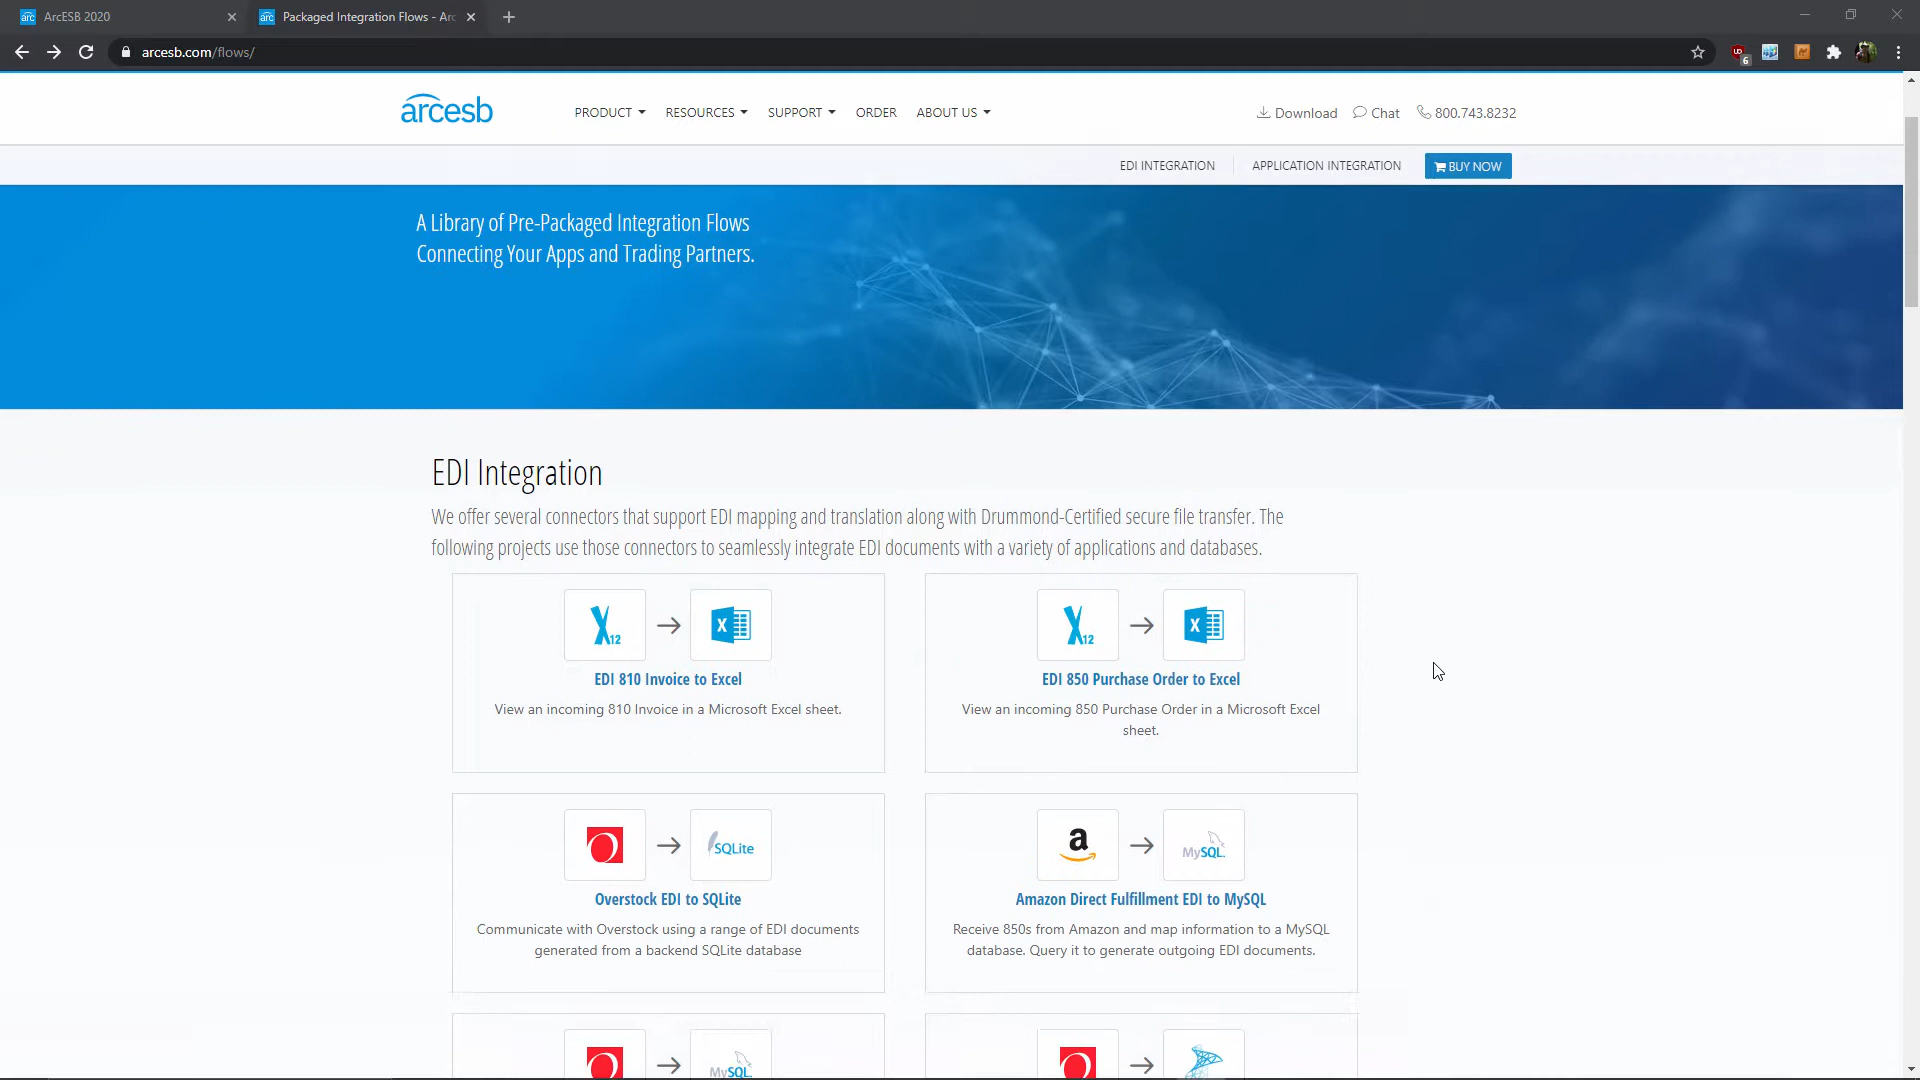 ArcESB 2020
Packaged Integration Flows - Arc
arcesb.com/flows/
6
arcesb
PRODUCT
RESOURCES
SUPPORT
ORDER
ABOUT US
Download
Chat
800.743.8232
EDI INTEGRATION
APPLICATION INTEGRATION
BUY NOW
A Library of Pre-Packaged Integration Flows
Connecting Your Apps and Trading Partners.
EDI Integration
We offer several connectors that support EDI mapping and translation along with Drummond-Certified secure file transfer. The
following projects use those connectors to seamlessly integrate EDI documents with a variety of applications and databases.
X12
X
EDI 810 Invoice to Excel
View an incoming 810 Invoice in a Microsoft Excel sheet.
X12
X
EDI 850 Purchase Order to Excel
View an incoming 850 Purchase Order in a Microsoft Excel
sheet.
SQLite
Overstock EDI to SQLite
Communicate with Overstock using a range of EDI documents
generated from a backend SQLite database
a
MySQL
Amazon Direct Fulfillment EDI to MySQL
Receive 850s from Amazon and map information to a MySQL
database. Query it to generate outgoing EDI documents.
MySQL